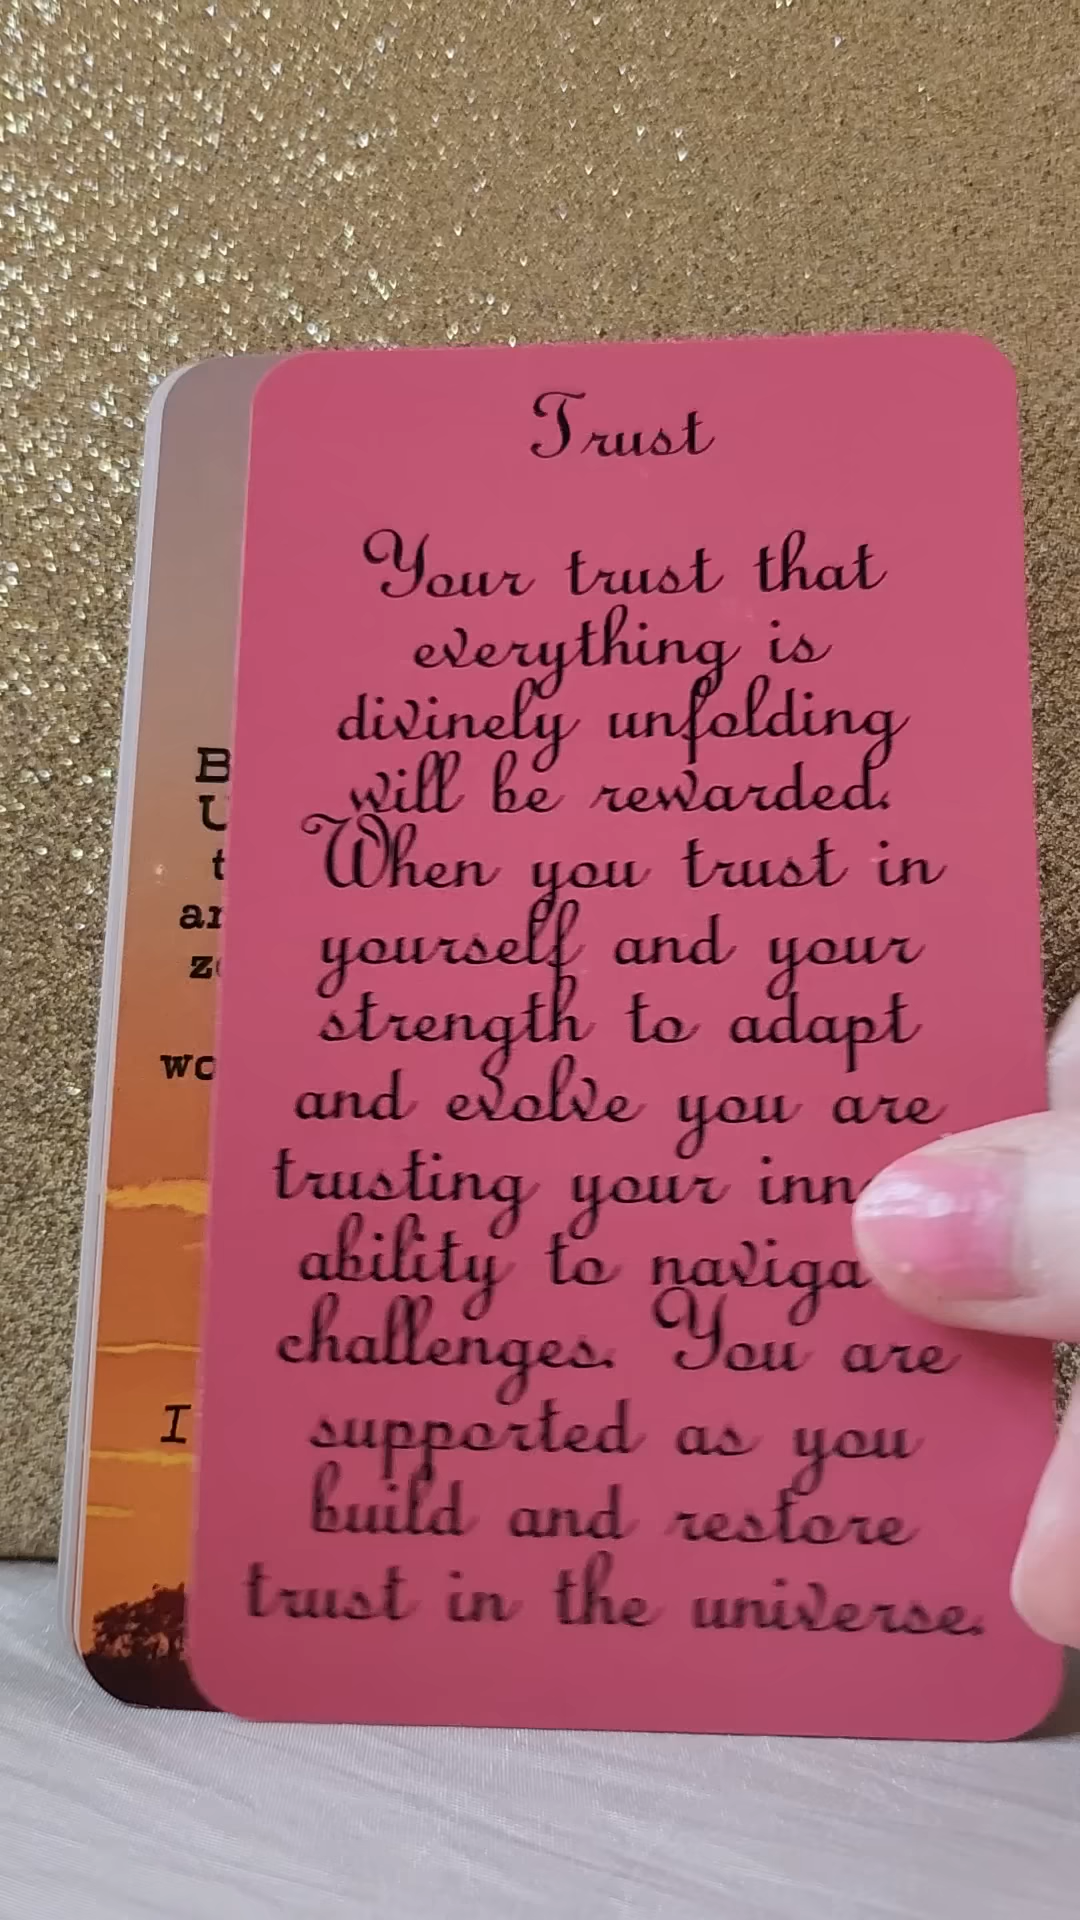 Trust
Your trust that
everything is
divinely unfolding
will be rewarded.
When you trust in
yourself and your
strength to adapt
and evolve you are
trusting your
ability to
challenges. You are
supported as you
build and restore
trust in the universe.
I